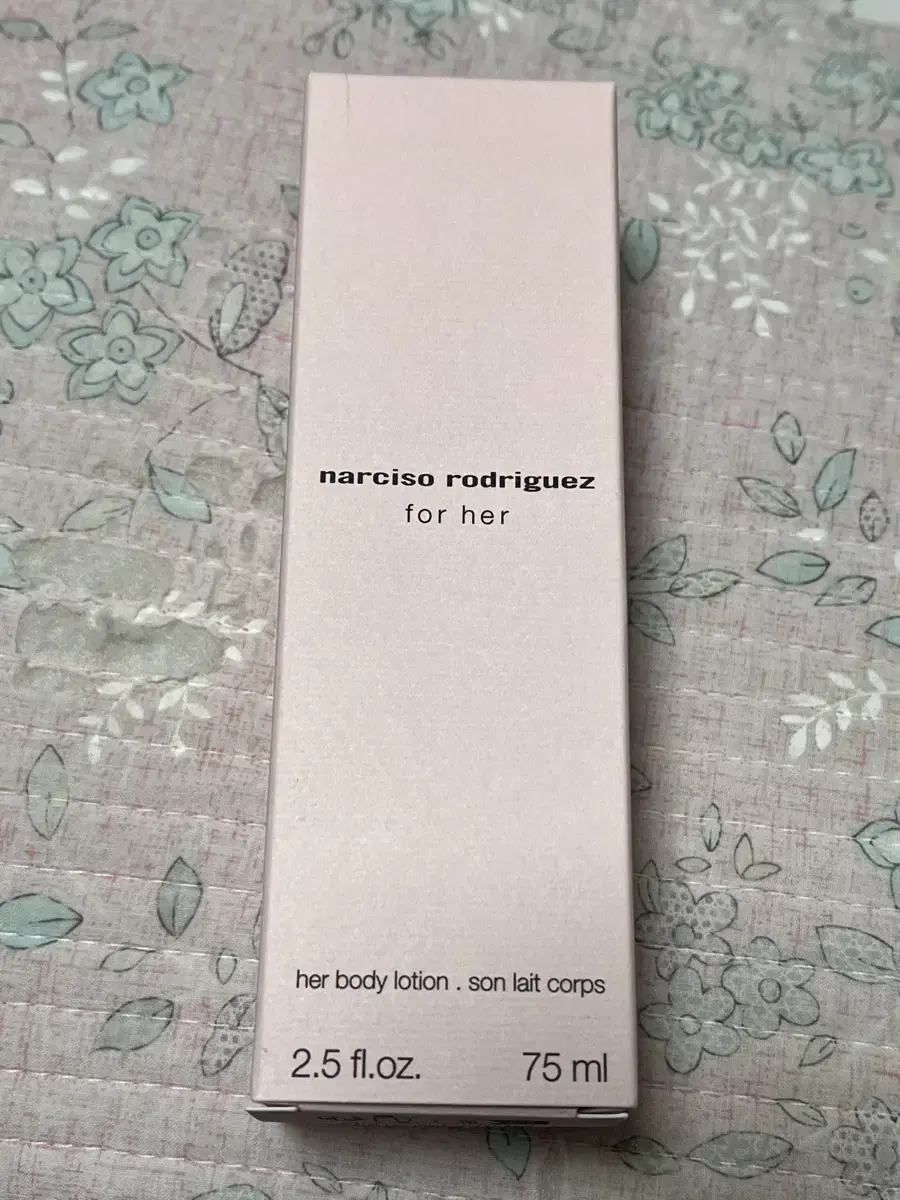 narciso rodriguez
for her
her body lotion . son lait corps
2.5 fl.oz. 75 ml